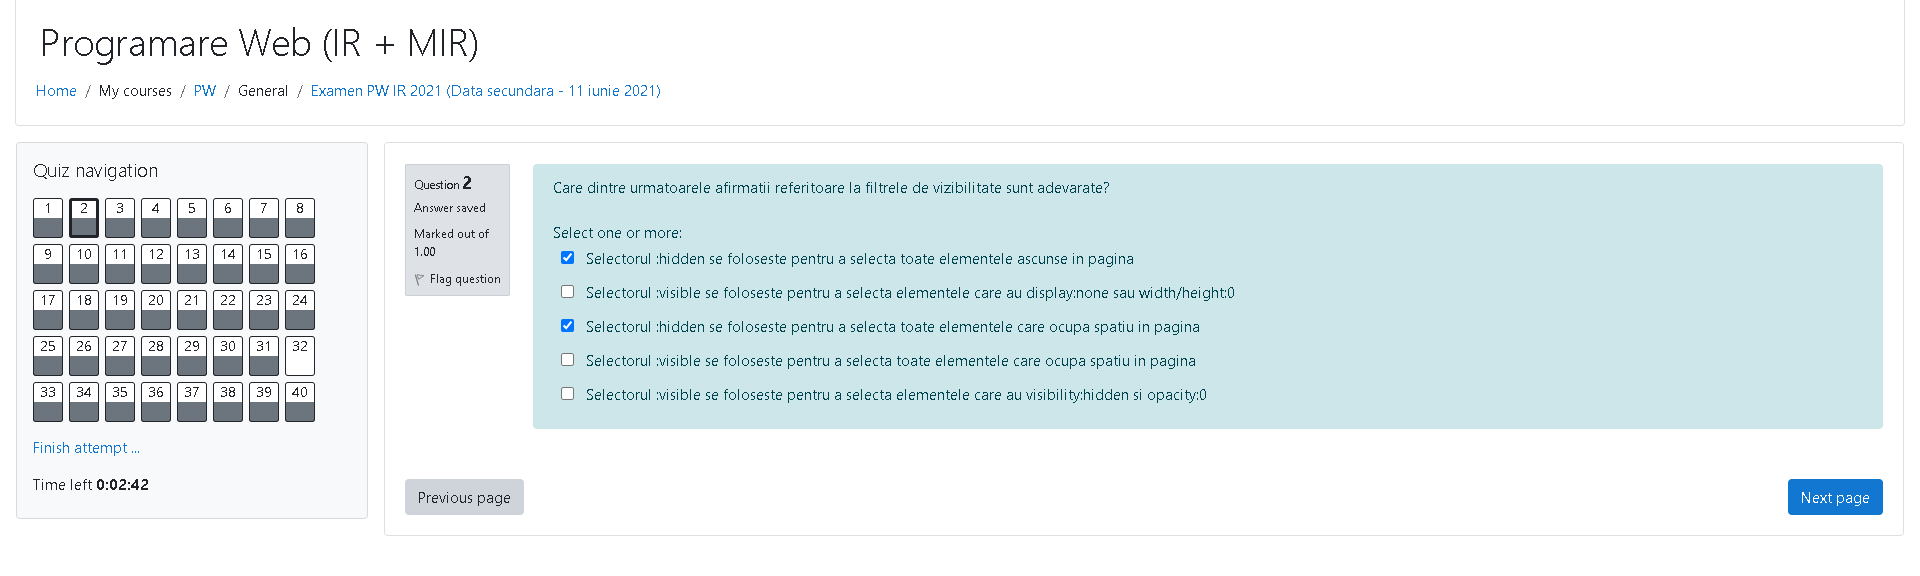 Programare Web (IR + MIR)
Home / My courses / PW / General / Examen PW IR 2021 (Data secundara - 11 iunie 2021)
Quiz navigation
1 2 3 4 5 6 7 8
9 10 11 12 13 14 15 16
17 18 19 20 21 22 23 24
25 26 27 28 29 30 31 32
33 34 35 36 37 38 39 40
Finish attempt ...
Time left 0:02:42
Question 2
Answer saved
Marked out of
1.00
Flag question
Care dintre urmatoarele afirmatii referitoare la filtrele de vizibilitate sunt adevarate?
Select one or more:
Selectorul :hidden se foloseste pentru a selecta toate elementele ascunse in pagina
Selectorul :visible se foloseste pentru a selecta elementele care au display:none sau width/height:0
Selectorul :hidden se foloseste pentru a selecta toate elementele care ocupa spatiu in pagina
Selectorul :visible se foloseste pentru a selecta toate elementele care ocupa spatiu in pagina
Selectorul :visible se foloseste pentru a selecta elementele care au visibility:hidden si opacity:0
Previous page
Next page